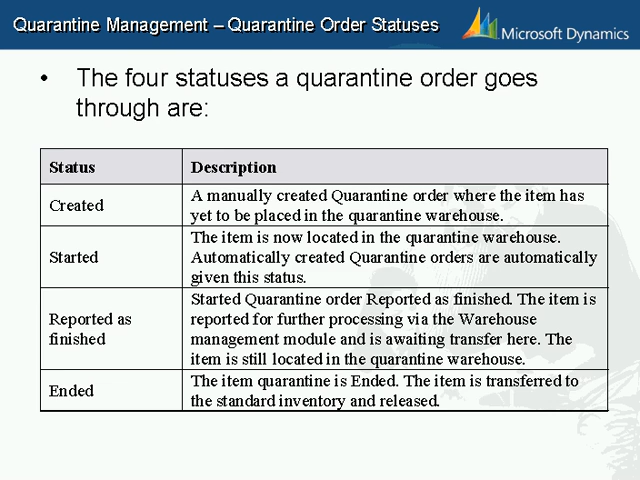 Quarantine Management – Quarantine Order Statuses
Microsoft Dynamics
• The four statuses a quarantine order goes
through are:
Status Description
Created
A manually created Quarantine order where the item has
yet to be placed in the quarantine warehouse.
Started
The item is now located in the quarantine warehouse.
Automatically created Quarantine orders are automatically
given this status.
Reported as
finished
Started Quarantine order Reported as finished. The item is
reported for further processing via the Warehouse
management module and is awaiting transfer here. The
item is still located in the quarantine warehouse.
Ended
The item quarantine is Ended. The item is transferred to
the standard inventory and released.